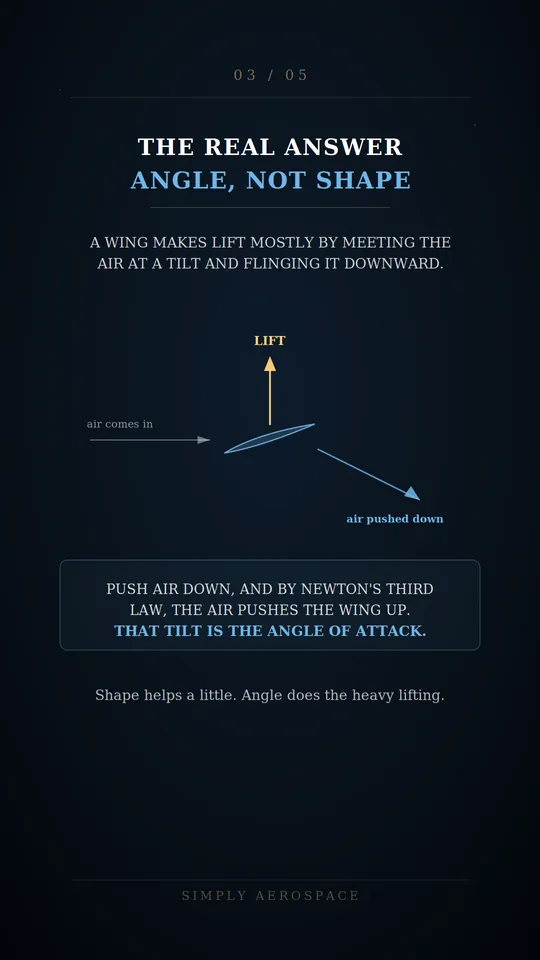 03 / 05
THE REAL ANSWER
ANGLE, NOT SHAPE
A WING MAKES LIFT MOSTLY BY MEETING THE
AIR AT A TILT AND FLINGING IT DOWNWARD.
LIFT
air comes in
air pushed down
PUSH AIR DOWN, AND BY NEWTON'S THIRD
LAW, THE AIR PUSHES THE WING UP.
THAT TILT IS THE ANGLE OF ATTACK.
Shape helps a little. Angle does the heavy lifting.
SIMPLY AEROSPACE